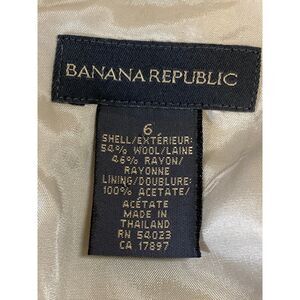 BANANA REPUBLIC
6
SHELL/EXTÉRIEUR:
54% WOOL/LAINE
46% RAYON/
RAYONNE
LINING/DOUBLURE:
100% ACETATE/
ACÉTATE
MADE IN
THAILAND
RN 54023
CA 17897